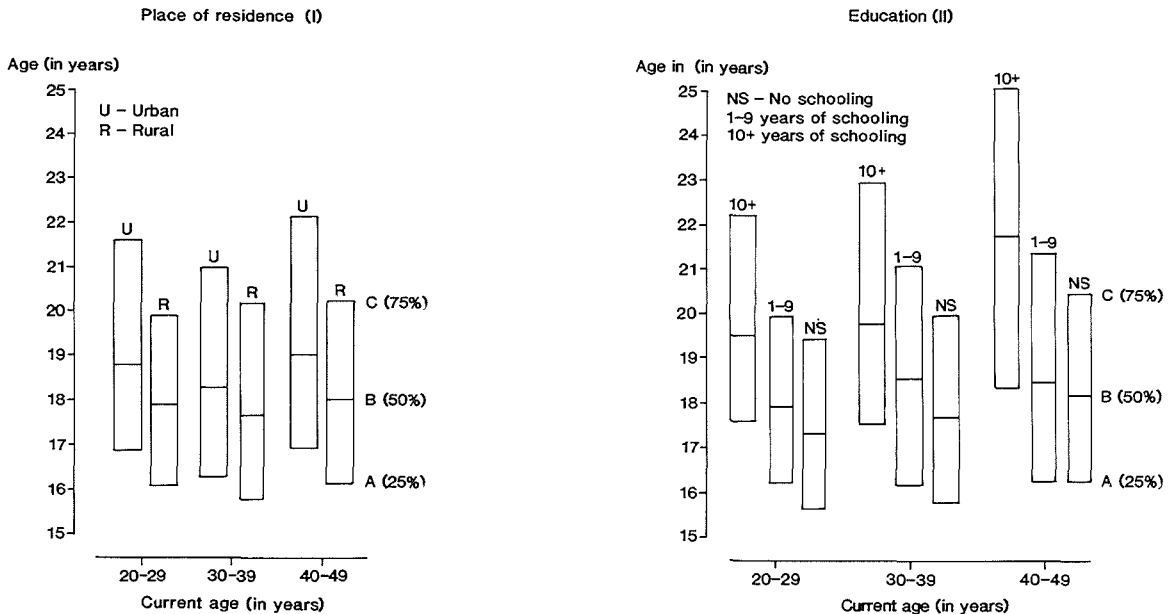 Place of residence (I)
Age (in years)
25
24
23
22
21
20
19
18
17
16
15
U – Urban
R – Rural
U
R
U
R
U
R
C (75%)
B (50%)
A (25%)
20–29
30–39
40–49
Current age (in years)
Education (II)
Age in (in years)
25
24
23
22
21
20
19
18
17
16
15
NS – No schooling
1–9 years of schooling
10+ years of schooling
10+
1–9
NS
10+
1–9
NS
10+
1–9
NS
C (75%)
B (50%)
A (25%)
20–29
30–39
40–49
Current age (in years)